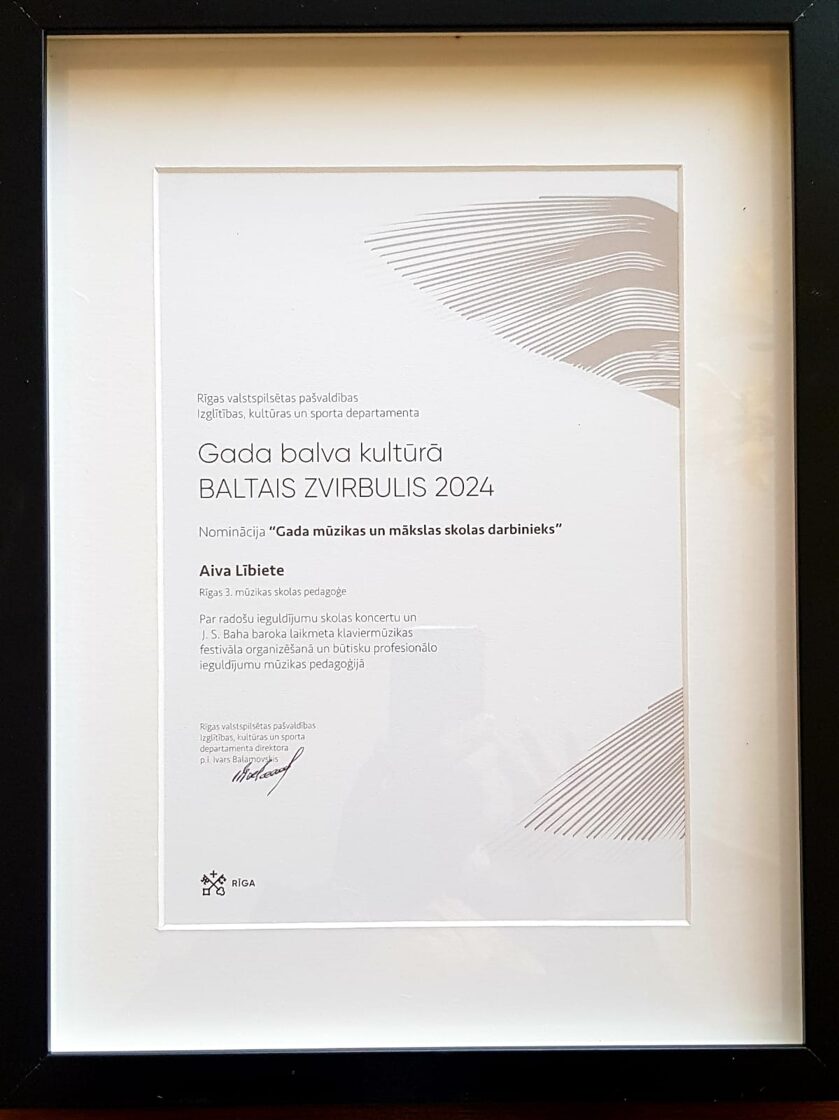 Rīgas valstspilsētas pašvaldības
Izglītības, kultūras un sporta departamenta
Gada balva kultūrā
BALTAIS ZVIRBULIS 2024
Nominācija “Gada mūzikas un mākslas skolas darbinieks”
Aiva Lībiete
Rīgas 3. mūzikas skolas pedagoģe
Par radošu ieguldījumu skolas koncertu un
J. S. Baha baroka laikmeta klaviermūzikas
festivāla organizēšanā un būtisku profesionālo
ieguldījumu mūzikas pedagoģijā
Rīgas valstspilsētas pašvaldības
Izglītības, kultūras un sporta
departamenta direktora
p.i. Ivars Balamovskis
RĪGA